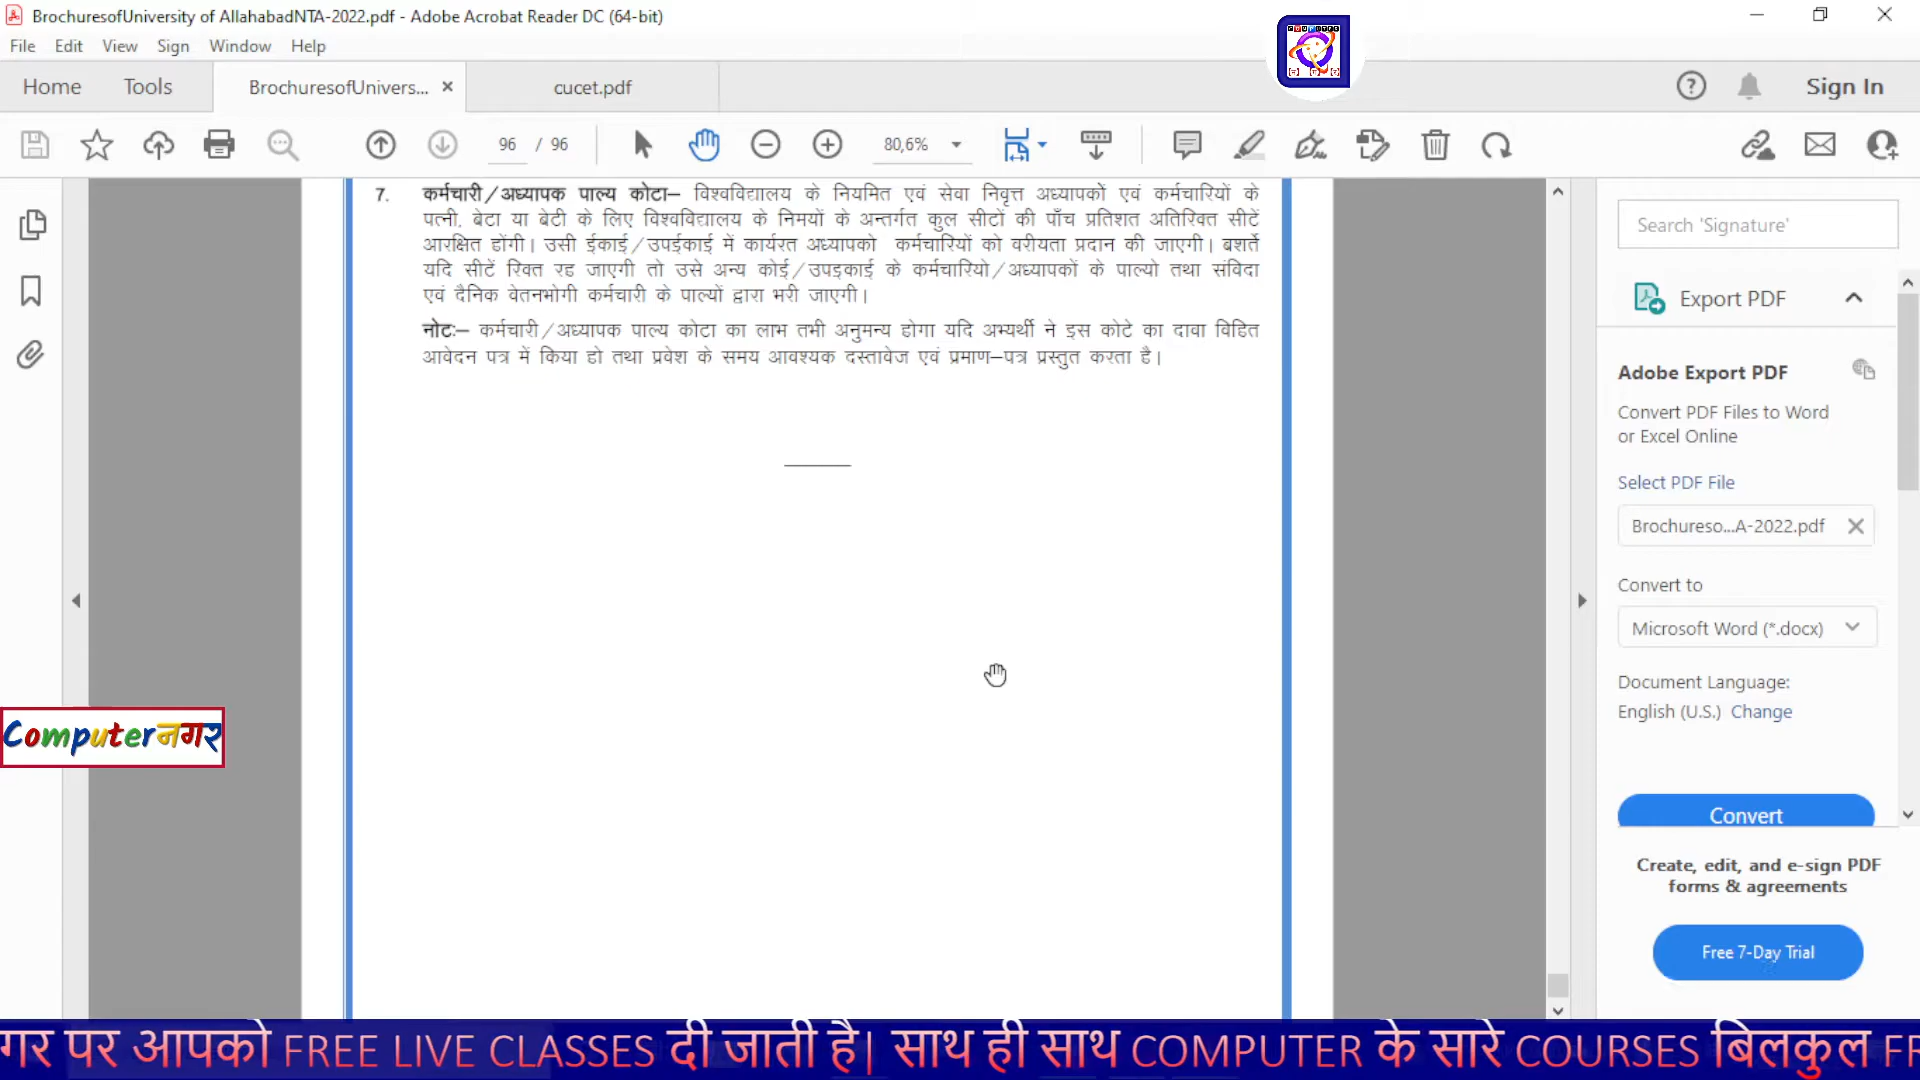 BrochuresofUniversity of AllahabadNTA-2022.pdf - Adobe Acrobat Reader DC (64-bit)
File Edit View Sign Window Help
Home Tools BrochuresofUnivers... cucet.pdf Sign In
96 / 96 80,6%
7. कर्मचारी/अध्यापक पाल्य कोटा– विश्वविद्यालय के नियमित एवं सेवा निवृत्त अध्यापकों एवं कर्मचारियों के
पत्नी, बेटा या बेटी के लिए विश्वविद्यालय के निमयों के अन्तर्गत कुल सीटों की पाँच प्रतिशत अतिरिक्त सीटें
आरक्षित होंगी। उसी ईकाई/उपईकाई में कार्यरत अध्यापको कर्मचारियों को वरीयता प्रदान की जाएगी। बशर्ते
यदि सीटें रिक्त रह जाएगी तो उसे अन्य कोई/उपइकाई के कर्मचारियो/अध्यापकों के पाल्यो तथा संविदा
एवं दैनिक वेतनभोगी कर्मचारी के पाल्यों द्वारा भरी जाएगी।
नोटः– कर्मचारी/अध्यापक पाल्य कोटा का लाभ तभी अनुमन्य होगा यदि अभ्यर्थी ने इस कोटे का दावा विहित
आवेदन पत्र में किया हो तथा प्रवेश के समय आवश्यक दस्तावेज एवं प्रमाण–पत्र प्रस्तुत करता है।
Search 'Signature'
Export PDF
Adobe Export PDF
Convert PDF Files to Word
or Excel Online
Select PDF File
Brochureso...A-2022.pdf
Convert to
Microsoft Word (*.docx)
Document Language:
English (U.S.) Change
Convert
Create, edit, and e-sign PDF
forms & agreements
Free 7-Day Trial
Computerनगर
गर पर आपको FREE LIVE CLASSES दी जाती है। साथ ही साथ COMPUTER के सारे COURSES बिलकुल FR